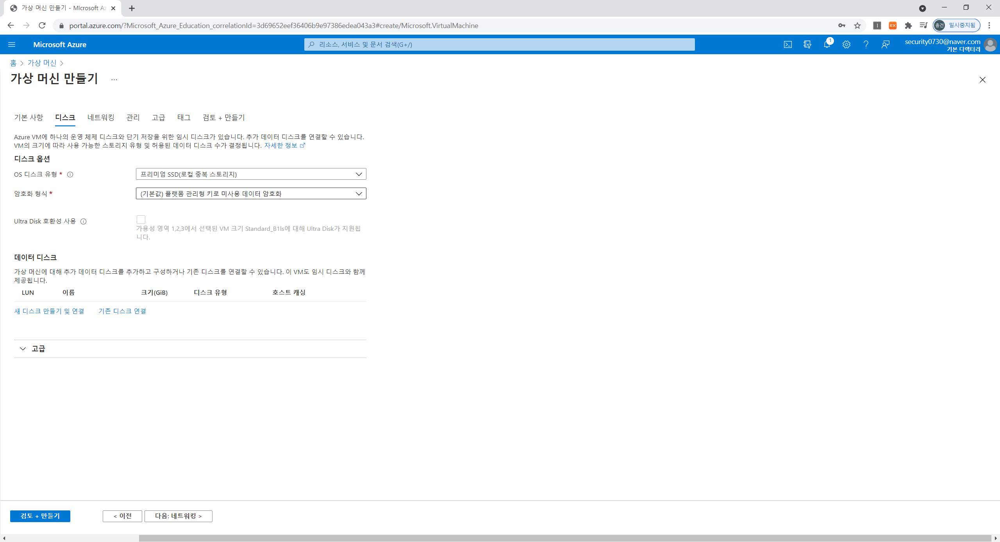 가상 머신 만들기 - Microsoft Az
portal.azure.com/?Microsoft_Azure_Education_correlationId=3d69652eef36406b9e97386edea043a3#create/Microsoft.VirtualMachine
EX
충건 일시중지됨
Microsoft Azure
리소스, 서비스 및 문서 검색(G+/)
1
security0730@naver.com
기본 디렉터리
홈 > 가상 머신 >
가상 머신 만들기 ...
기본 사항 디스크 네트워킹 관리 고급 태그 검토 + 만들기
Azure VM에 하나의 운영 체제 디스크와 단기 저장을 위한 임시 디스크가 있습니다. 추가 데이터 디스크를 연결할 수 있습니다.
VM의 크기에 따라 사용 가능한 스토리지 유형 및 허용된 데이터 디스크 수가 결정됩니다. 자세한 정보
디스크 옵션
OS 디스크 유형 * 프리미엄 SSD(로컬 중복 스토리지)
암호화 형식 * (기본값) 플랫폼 관리형 키로 미사용 데이터 암호화
Ultra Disk 호환성 사용
가용성 영역 1,2,3에서 선택된 VM 크기 Standard_B1ls에 대해 Ultra Disk가 지원됩
니다.
데이터 디스크
가상 머신에 대해 추가 데이터 디스크를 추가하고 구성하거나 기존 디스크를 연결할 수 있습니다. 이 VM도 임시 디스크와 함께
제공됩니다.
LUN 이름 크기(GiB) 디스크 유형 호스트 캐싱
새 디스크 만들기 및 연결 기존 디스크 연결
고급
검토 + 만들기 < 이전 다음: 네트워킹 >